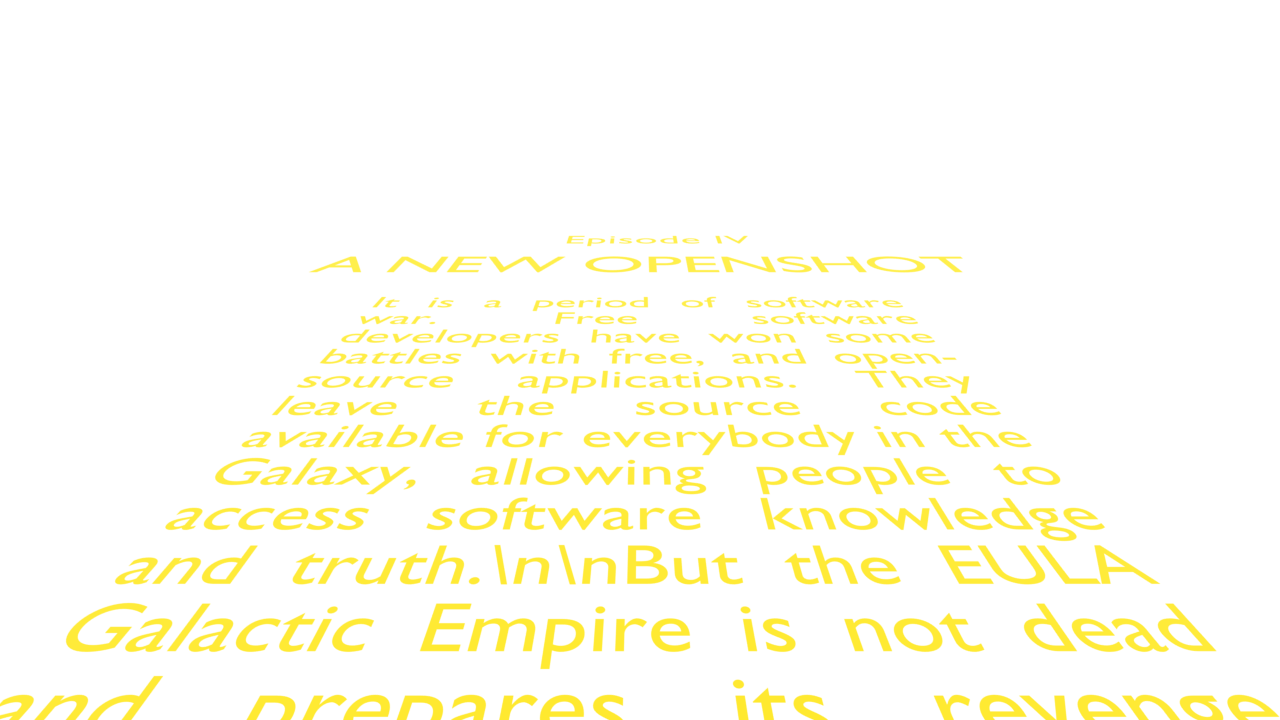 Episode IV
A NEW OPENSHOT
It is a period of software
war. Free software
developers have won some
battles with free, and open-
source applications. They
leave the source code
available for everybody in the
Galaxy, allowing people to
access software knowledge
and truth.\n\nBut the EULA
Galactic Empire is not dead
and prepares its revenge